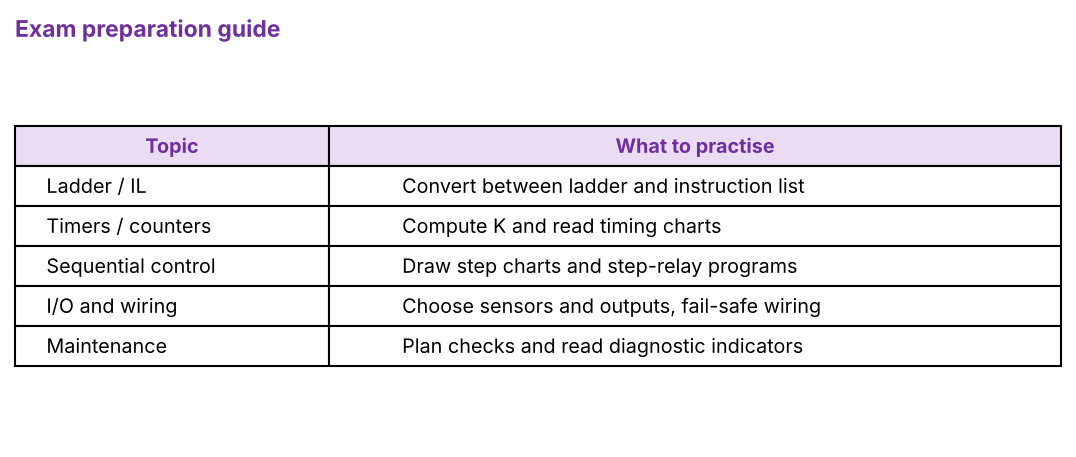 Exam preparation guide
Topic What to practise
Ladder / IL Convert between ladder and instruction list
Timers / counters Compute K and read timing charts
Sequential control Draw step charts and step-relay programs
I/O and wiring Choose sensors and outputs, fail-safe wiring
Maintenance Plan checks and read diagnostic indicators